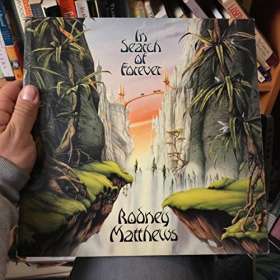 In
Search
of
Forever
Rodney
Matthews